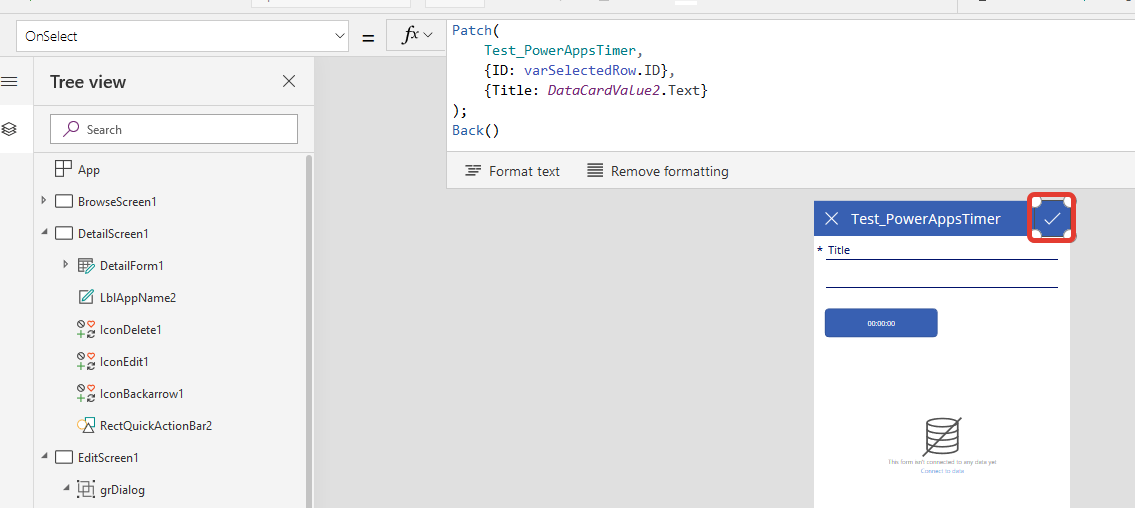 OnSelect
=
fx
Patch(
Test_PowerAppsTimer,
{ID: varSelectedRow.ID},
{Title: DataCardValue2.Text}
);
Back()
Format text
Remove formatting
Tree view
Search
App
BrowseScreen1
DetailScreen1
DetailForm1
LblAppName2
IconDelete1
IconEdit1
IconBackarrow1
RectQuickActionBar2
EditScreen1
grDialog
Test_PowerAppsTimer
* Title
00:00:00
This form isn't connected to any data yet
Connect to data